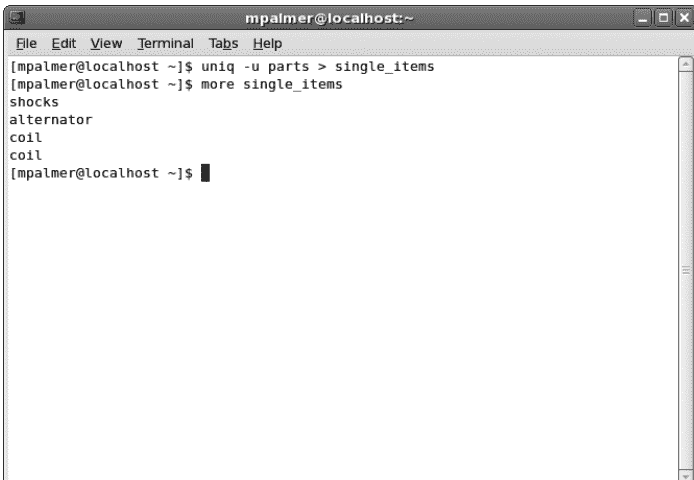 mpalmer@localhost:~
File Edit View Terminal Tabs Help
[mpalmer@localhost ~]$ uniq -u parts > single_items
[mpalmer@localhost ~]$ more single_items
shocks
alternator
coil
coil
[mpalmer@localhost ~]$